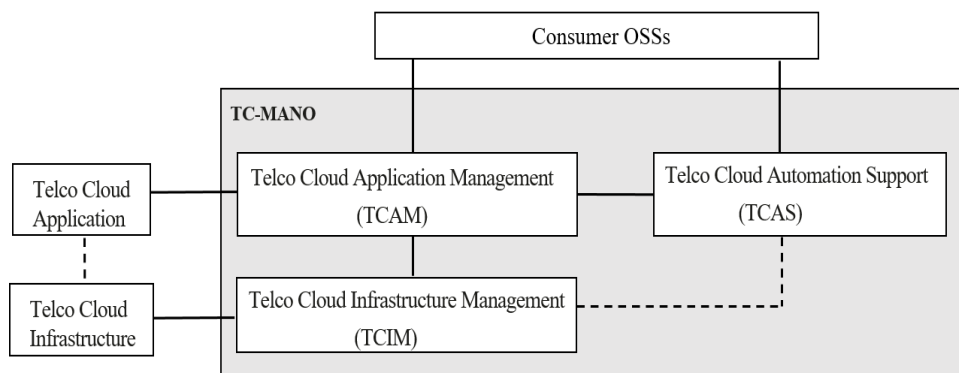 Consumer OSSs
TC-MANO
Telco Cloud
Application
Telco Cloud Application Management
(TCAM)
Telco Cloud Automation Support
(TCAS)
Telco Cloud
Infrastructure
Telco Cloud Infrastructure Management
(TCIM)